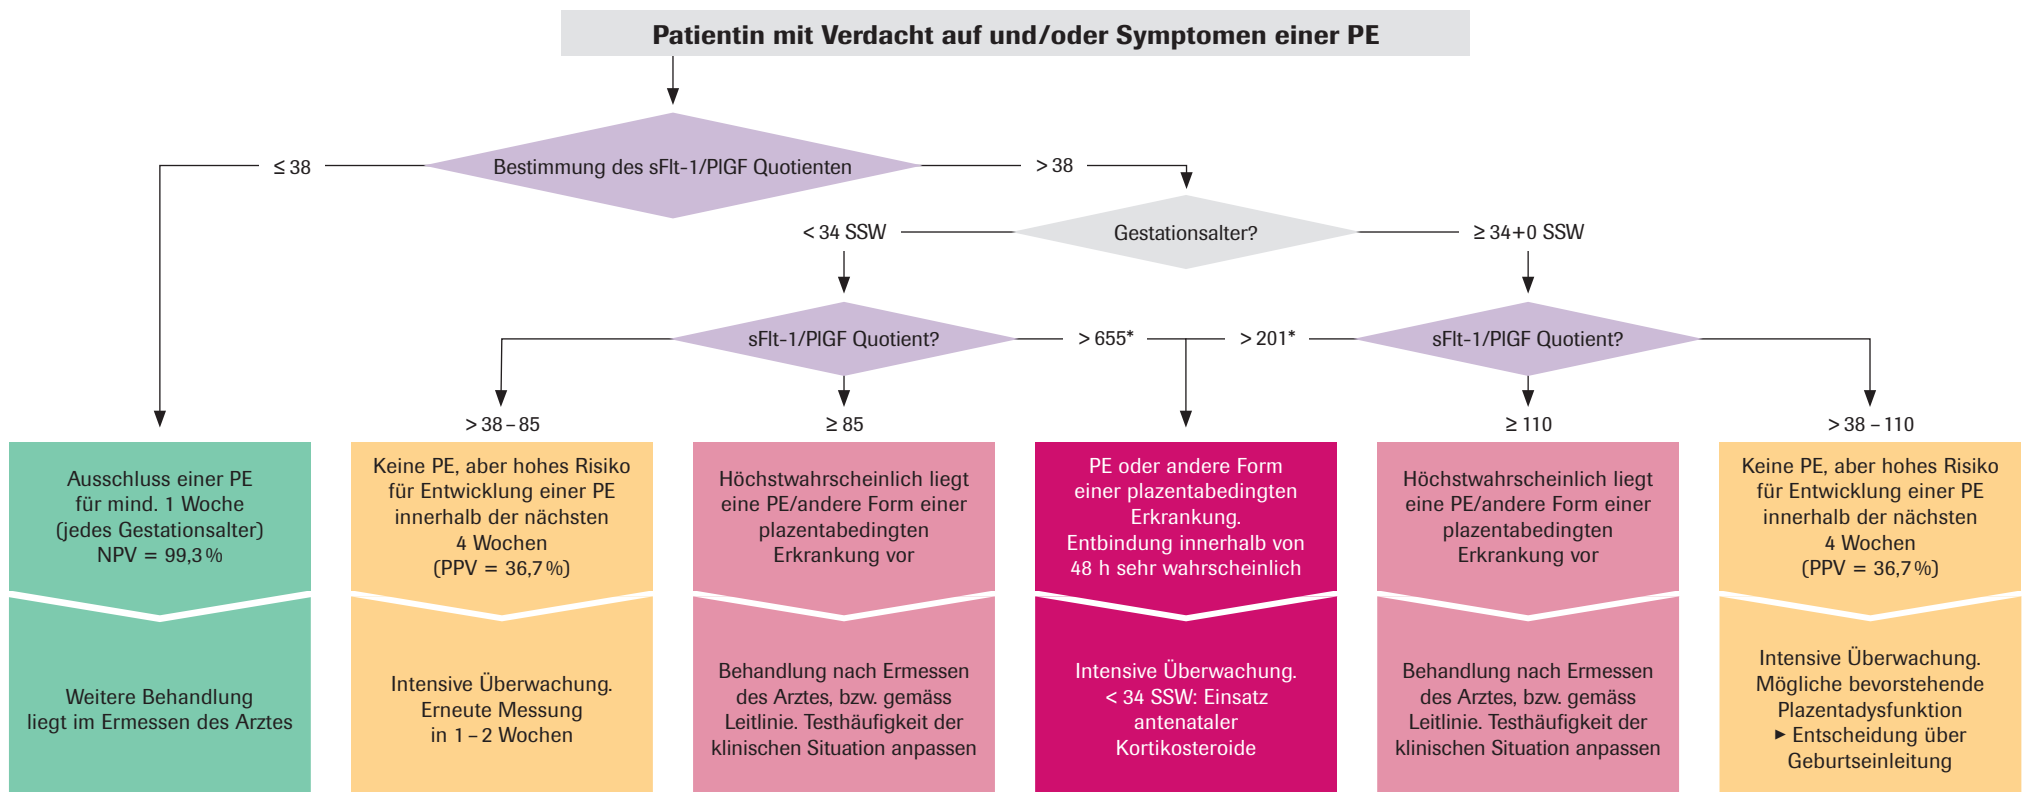 Patientin mit Verdacht auf und/oder Symptomen einer PE
Bestimmung des sFlt-1/PlGF Quotienten
≤ 38
> 38
Gestationsalter?
< 34 SSW
≥ 34+0 SSW
sFlt-1/PlGF Quotient?
> 655*
> 201*
sFlt-1/PlGF Quotient?
> 38 – 85
≥ 85
≥ 110
> 38 – 110
Ausschluss einer PE
für mind. 1 Woche
(jedes Gestationsalter)
NPV = 99,3 %
Weitere Behandlung
liegt im Ermessen des Arztes
Keine PE, aber hohes Risiko
für Entwicklung einer PE
innerhalb der nächsten
4 Wochen
(PPV = 36,7 %)
Intensive Überwachung.
Erneute Messung
in 1 – 2 Wochen
Höchstwahrscheinlich liegt
eine PE/andere Form einer
plazentabedingten
Erkrankung vor
Behandlung nach Ermessen
des Arztes, bzw. gemäss
Leitlinie. Testhäufigkeit der
klinischen Situation anpassen
PE oder andere Form
einer plazentabedingten
Erkrankung.
Entbindung innerhalb von
48 h sehr wahrscheinlich
Intensive Überwachung.
< 34 SSW: Einsatz
antenataler
Kortikosteroide
Höchstwahrscheinlich liegt
eine PE/andere Form einer
plazentabedingten
Erkrankung vor
Behandlung nach Ermessen
des Arztes, bzw. gemäss
Leitlinie. Testhäufigkeit der
klinischen Situation anpassen
Keine PE, aber hohes Risiko
für Entwicklung einer PE
innerhalb der nächsten
4 Wochen
(PPV = 36,7 %)
Intensive Überwachung.
Mögliche bevorstehende
Plazentadysfunktion
▸ Entscheidung über
Geburtseinleitung